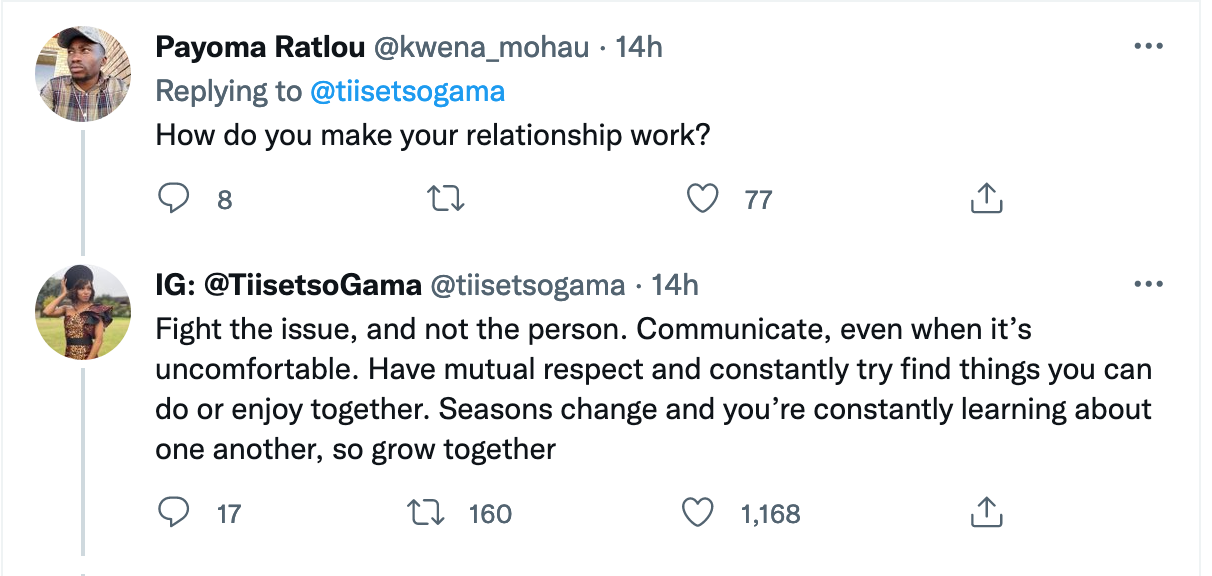 Payoma Ratlou @kwena_mohau · 14h
Replying to @tiisetsogama
How do you make your relationship work?
8 77
IG: @TiisetsoGama @tiisetsogama · 14h
Fight the issue, and not the person. Communicate, even when it’s
uncomfortable. Have mutual respect and constantly try find things you can
do or enjoy together. Seasons change and you’re constantly learning about
one another, so grow together
17 160 1,168